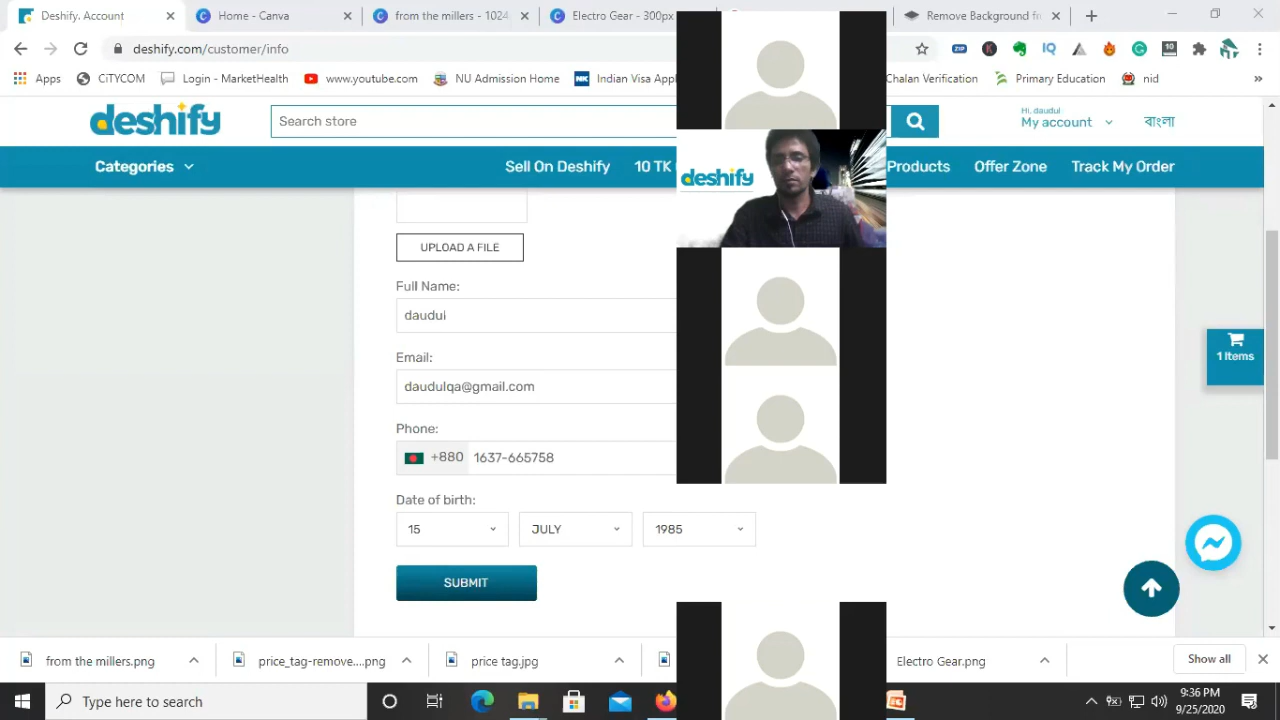 Deshify. Account
Home - Canva
from the millers - 1024
Electro Gear - 300px
Remove Background f
deshify.com/customer/info
Apps
CiTYCOM
Login - MarketHealth
www.youtube.com
NU Admission Home
Indian Visa Appl
Chalan Verification
Primary Education
nid
deshify
Search store
Hi, daudul
My account
বাংলা
Categories
Sell On Deshify
10 TK
Products
Offer Zone
Track My Order
deshify
UPLOAD A FILE
Full Name:
daudul
1 Items
Email:
daudulqa@gmail.com
Phone:
+880
1637-665758
Date of birth:
15
JULY
1985
SUBMIT
from the millers.png
price_tag-remove....png
price tag.jpg
Electro Gear.png
Show all
Type here to search
9:36 PM
9/25/2020